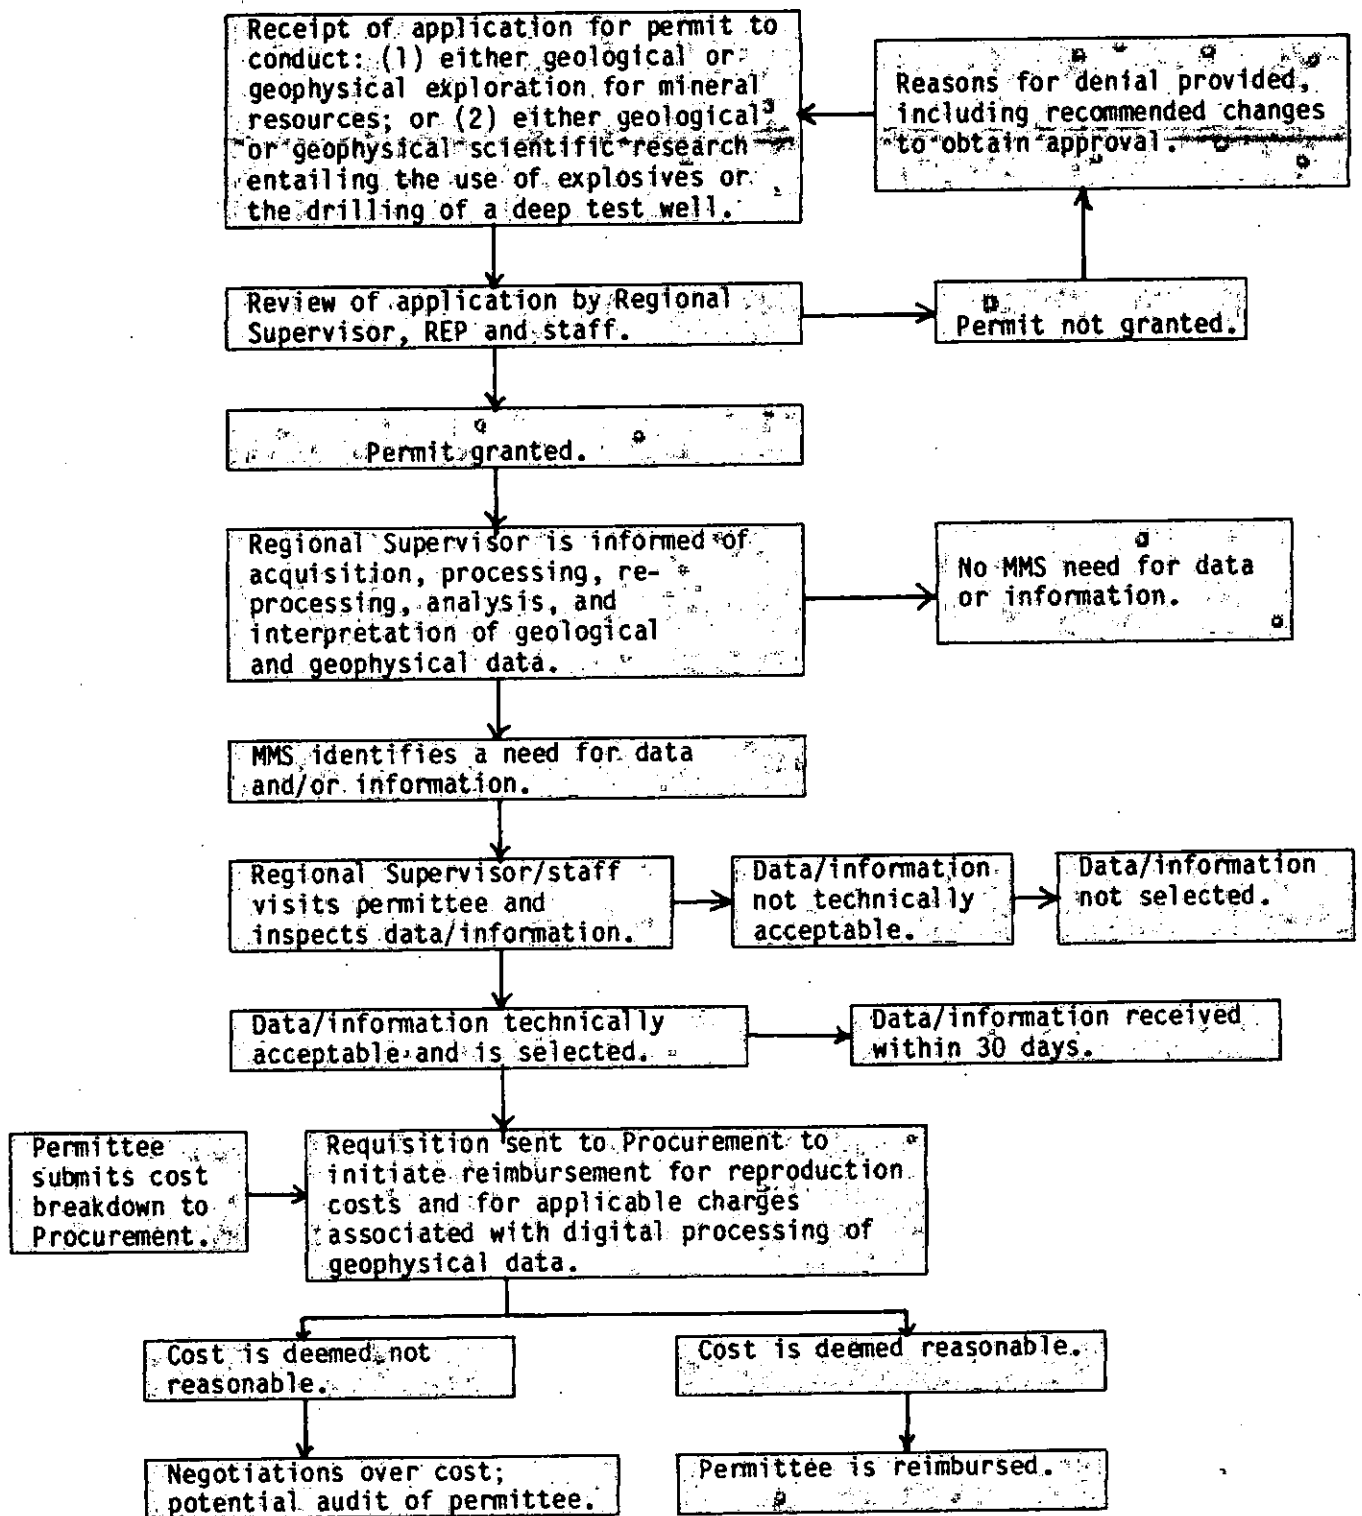 Receipt of application for permit to
conduct: (1) either geological or
geophysical exploration for mineral
resources; or (2) either geological
or geophysical scientific research
entailing the use of explosives or
the drilling of a deep test well.
Reasons for denial provided,
including recommended changes
to obtain approval.
Review of application by Regional
Supervisor, REP and staff.
Permit not granted.
Permit granted.
Regional Supervisor is informed of
acquisition, processing, re-
processing, analysis, and
interpretation of geological
and geophysical data.
No MMS need for data
or information.
MMS identifies a need for data
and/or information.
Regional Supervisor/staff
visits permittee and
inspects data/information.
Data/information
not technically
acceptable.
Data/information
not selected.
Data/information technically
acceptable and is selected.
Data/information received
within 30 days.
Permittee
submits cost
breakdown to
Procurement.
Requisition sent to Procurement to
initiate reimbursement for reproduction
costs and for applicable charges
associated with digital processing of
geophysical data.
Cost is deemed not
reasonable.
Cost is deemed reasonable.
Negotiations over cost;
potential audit of permittee.
Permittee is reimbursed.